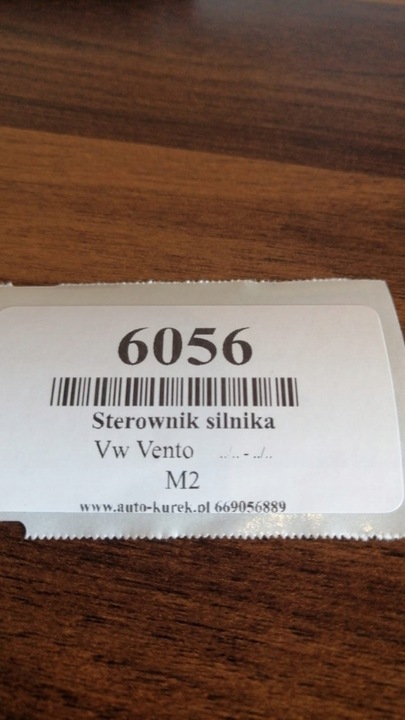 6056
Sterownik silnika
Vw Vento ../.. - ../..
M2
www.auto-kurek.pl 669056889